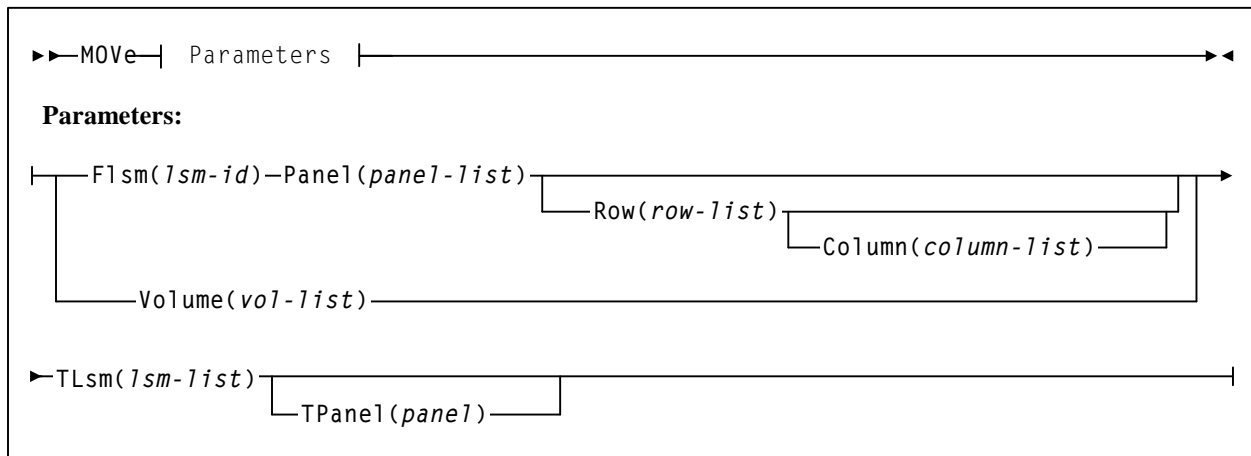 MOVe Parameters
Parameters:
Flsm(lsm-id) Panel(panel-list)
Row(row-list)
Column(column-list)
Volume(vol-list)
TLsm(lsm-list)
TPanel(panel)